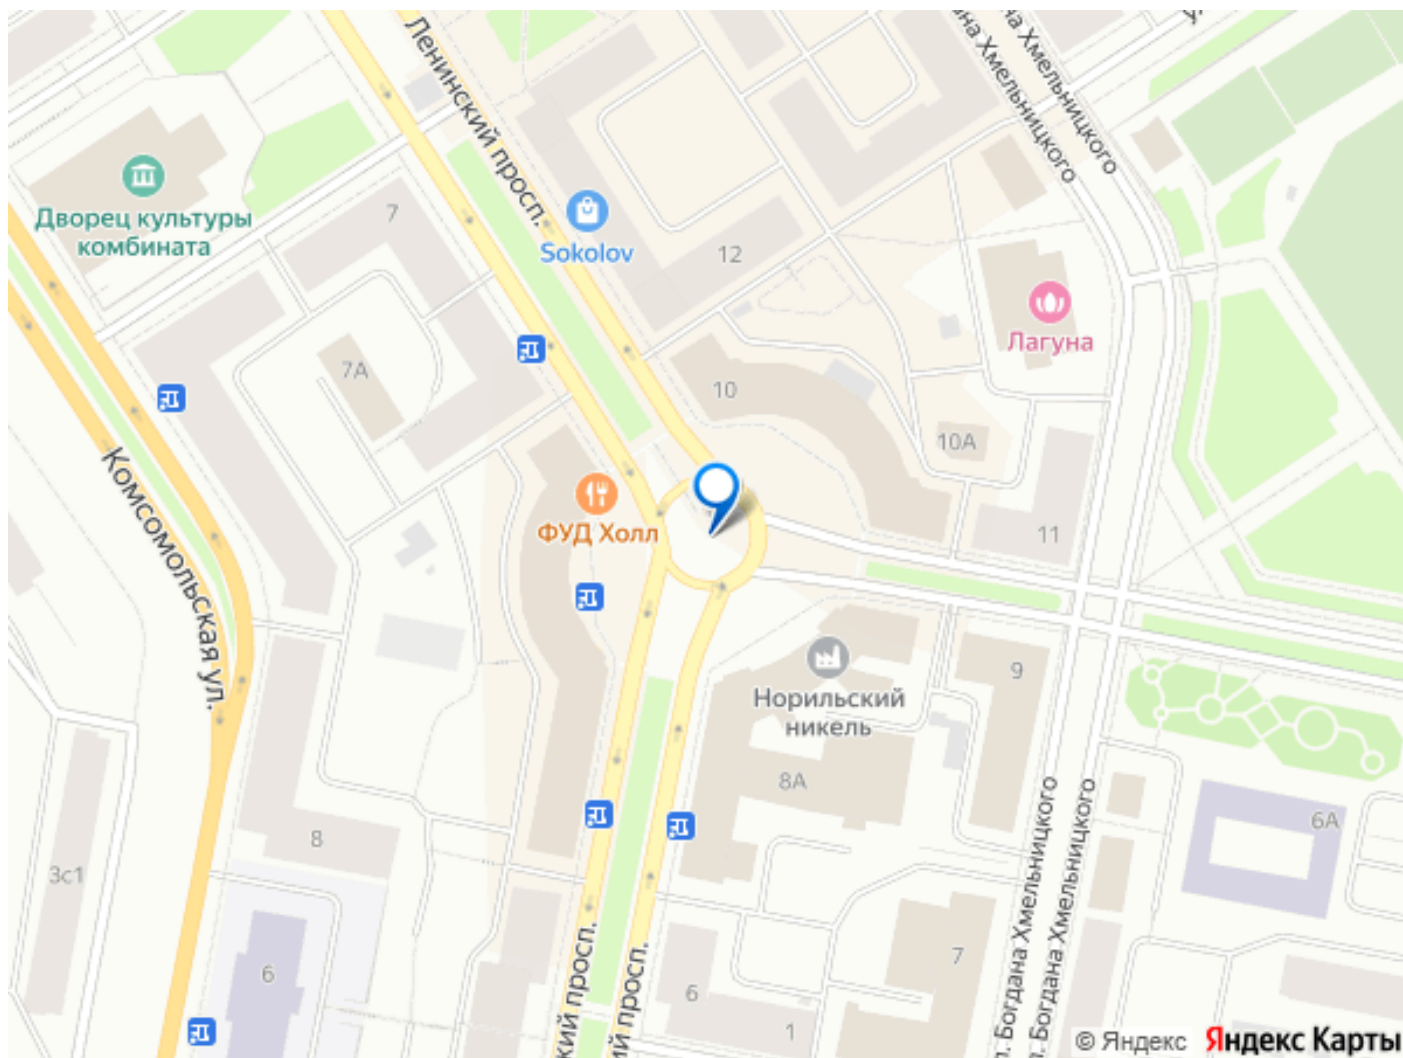 Ленинский просп.
ана Хмельницкого
на Хмельницкого
Дворец культуры
комбината
7
Sokolov
12
Лагуна
7А
10
10А
Комсомольская ул.
ФУД Холл
11
Норильский
никель
9
8А
6А
8
3с1
6
7
6
1
кий просп.
ий просп.
л. Богдана Хмельницкого
л. Богдана Хмельницкого
© Яндекс Яндекс Карты